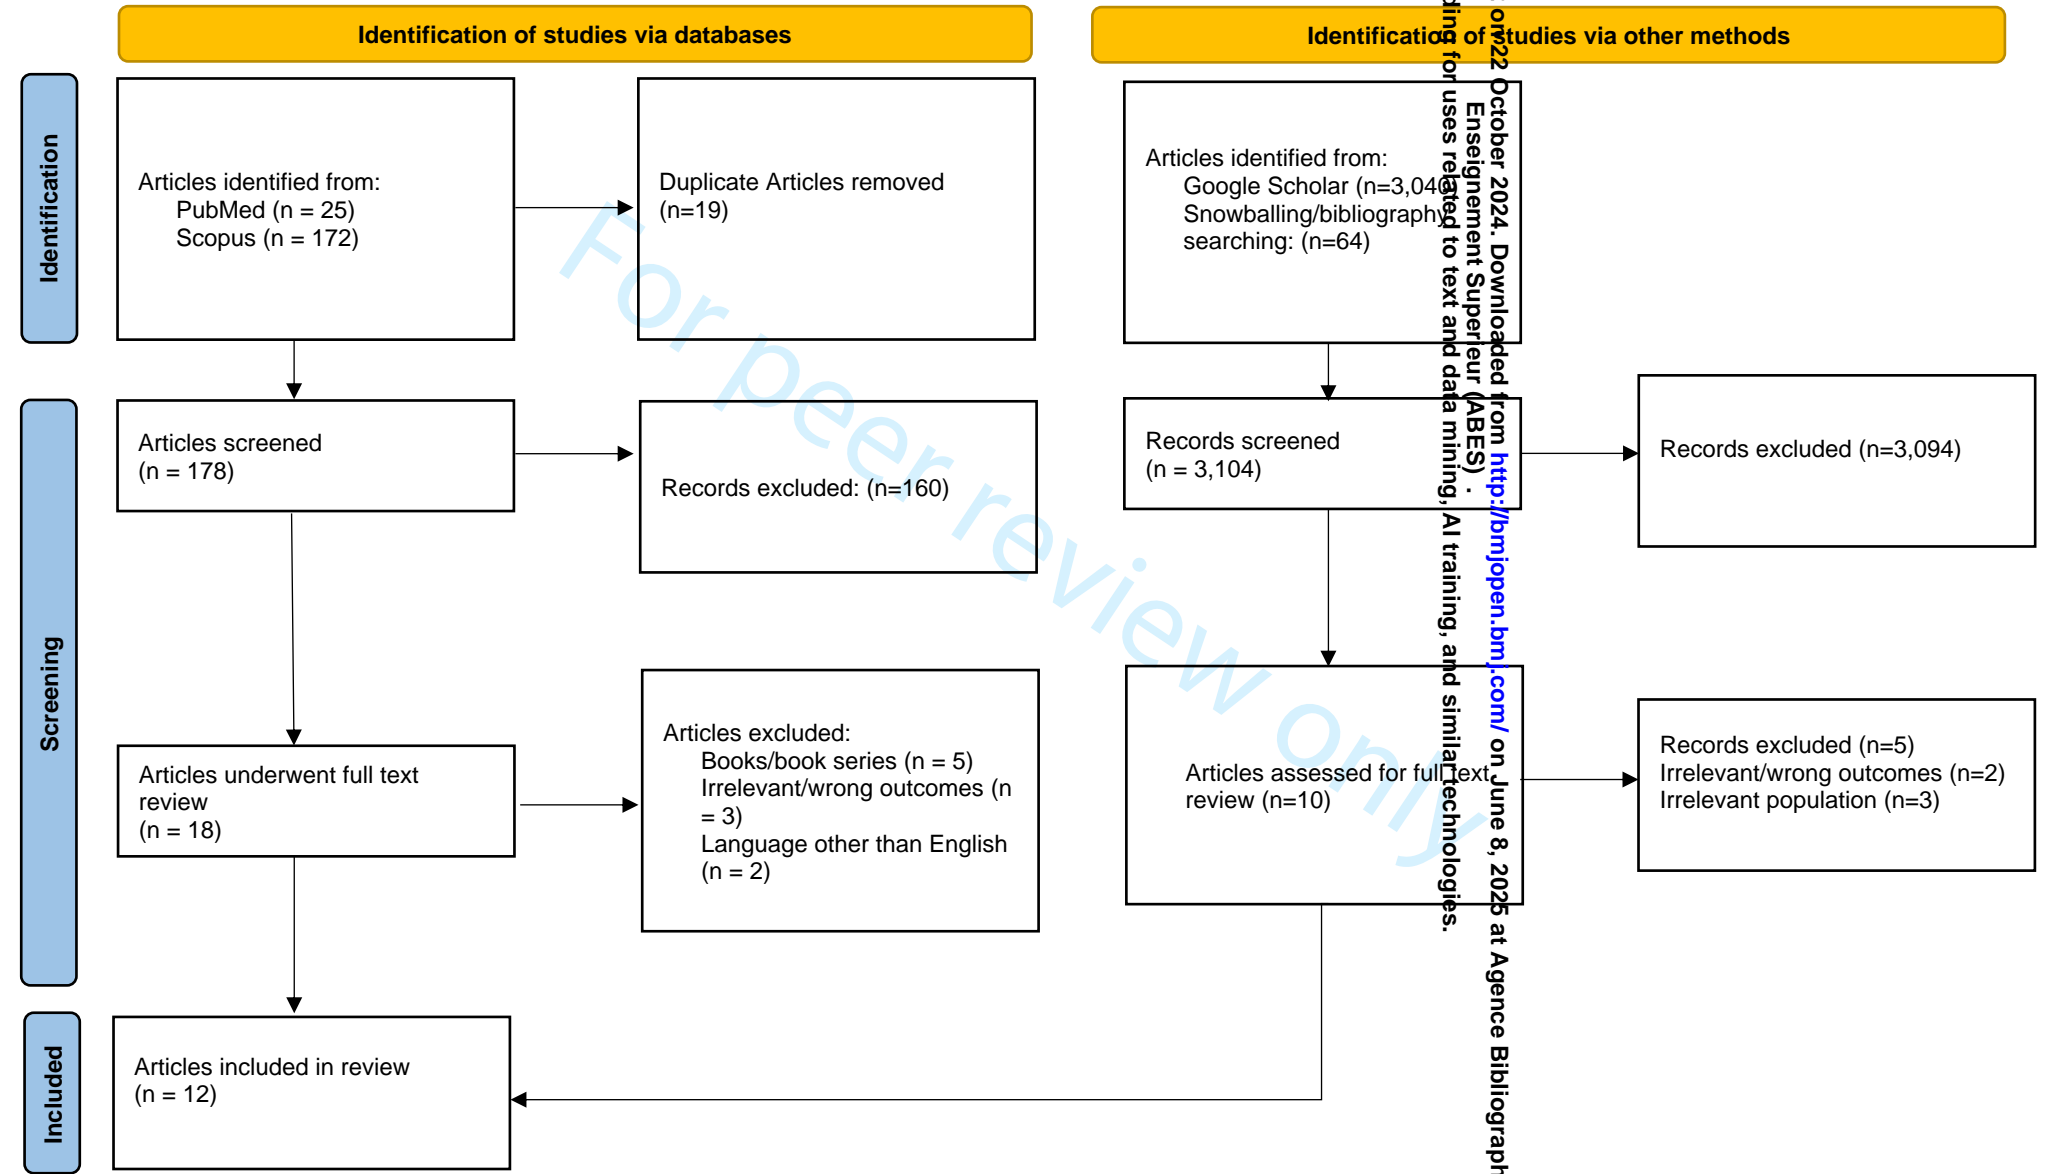 Identification of studies via databases
Identification of studies via other methods
Identification
Articles identified from:
PubMed (n = 25)
Scopus (n = 172)
Duplicate Articles removed
(n=19)
Articles identified from:
Google Scholar (n=3,040)
Snowballing/bibliography
searching: (n=64)
Screening
Articles screened
(n = 178)
Records excluded: (n=160)
Records screened
(n = 3,104)
Records excluded (n=3,094)
Articles underwent full text
review
(n = 18)
Articles excluded:
Books/book series (n = 5)
Irrelevant/wrong outcomes (n
= 3)
Language other than English
(n = 2)
Articles assessed for full text
review (n=10)
Records excluded (n=5)
Irrelevant/wrong outcomes (n=2)
Irrelevant population (n=3)
Included
Articles included in review
(n = 12)
For peer review only
on 22 October 2024. Downloaded from http://bmjopen.bmj.com/ on June 8, 2025 at Agence
Enseignement Superieur (ABES) .
for uses related to text and data mining, AI training, and similar technologies.